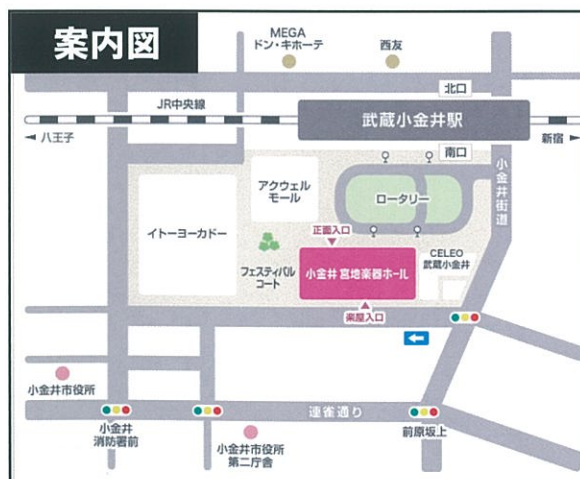 案内図
MEGA
ドン・キホーテ
西友
北口
JR中央線
武蔵小金井駅
八王子
新宿
南口
小金井街道
アクウェル
モール
ロータリー
イトーヨーカドー
正面入口
フェスティバル
コート
小金井 宮地楽器ホール
CELEO
武蔵小金井
楽屋入口
小金井市役所
連雀通り
小金井
消防署前
小金井市役所
第二庁舎
前原坂上